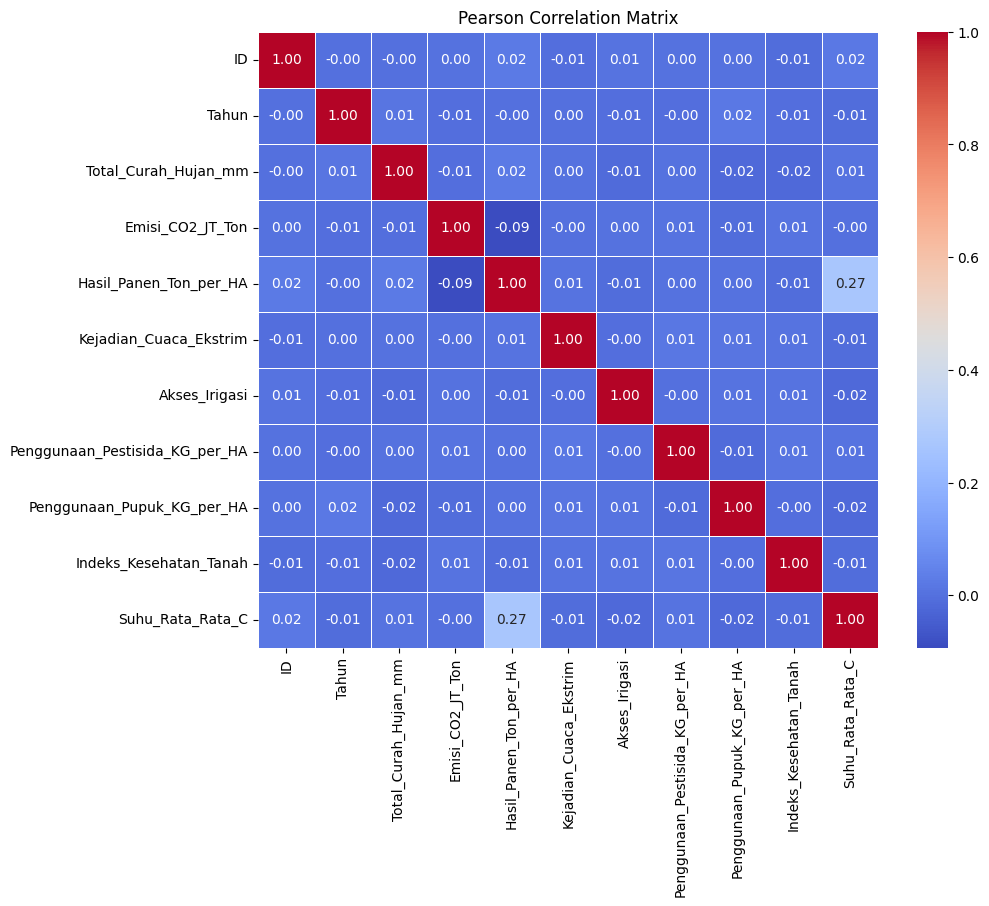 Pearson Correlation Matrix
ID 1.00 -0.00 -0.00 0.00 0.02 -0.01 0.01 0.00 0.00 -0.01 0.02
Tahun -0.00 1.00 0.01 -0.01 -0.00 0.00 -0.01 -0.00 0.02 -0.01 -0.01
Total_Curah_Hujan_mm -0.00 0.01 1.00 -0.01 0.02 0.00 -0.01 0.00 -0.02 -0.02 0.01
Emisi_CO2_JT_Ton 0.00 -0.01 -0.01 1.00 -0.09 -0.00 0.00 0.01 -0.01 0.01 -0.00
Hasil_Panen_Ton_per_HA 0.02 -0.00 0.02 -0.09 1.00 0.01 -0.01 0.00 0.00 -0.01 0.27
Kejadian_Cuaca_Ekstrim -0.01 0.00 0.00 -0.00 0.01 1.00 -0.00 0.01 0.01 0.01 -0.01
Akses_Irigasi 0.01 -0.01 -0.01 0.00 -0.01 -0.00 1.00 -0.00 0.01 0.01 -0.02
Penggunaan_Pestisida_KG_per_HA 0.00 -0.00 0.00 0.01 0.00 0.01 -0.00 1.00 -0.01 0.01 0.01
Penggunaan_Pupuk_KG_per_HA 0.00 0.02 -0.02 -0.01 0.00 0.01 0.01 -0.01 1.00 -0.00 -0.02
Indeks_Kesehatan_Tanah -0.01 -0.01 -0.02 0.01 -0.01 0.01 0.01 0.01 -0.00 1.00 -0.01
Suhu_Rata_Rata_C 0.02 -0.01 0.01 -0.00 0.27 -0.01 -0.02 0.01 -0.02 -0.01 1.00
ID
Tahun
Total_Curah_Hujan_mm
Emisi_CO2_JT_Ton
Hasil_Panen_Ton_per_HA
Kejadian_Cuaca_Ekstrim
Akses_Irigasi
Penggunaan_Pestisida_KG_per_HA
Penggunaan_Pupuk_KG_per_HA
Indeks_Kesehatan_Tanah
Suhu_Rata_Rata_C
1.0
0.8
0.6
0.4
0.2
0.0